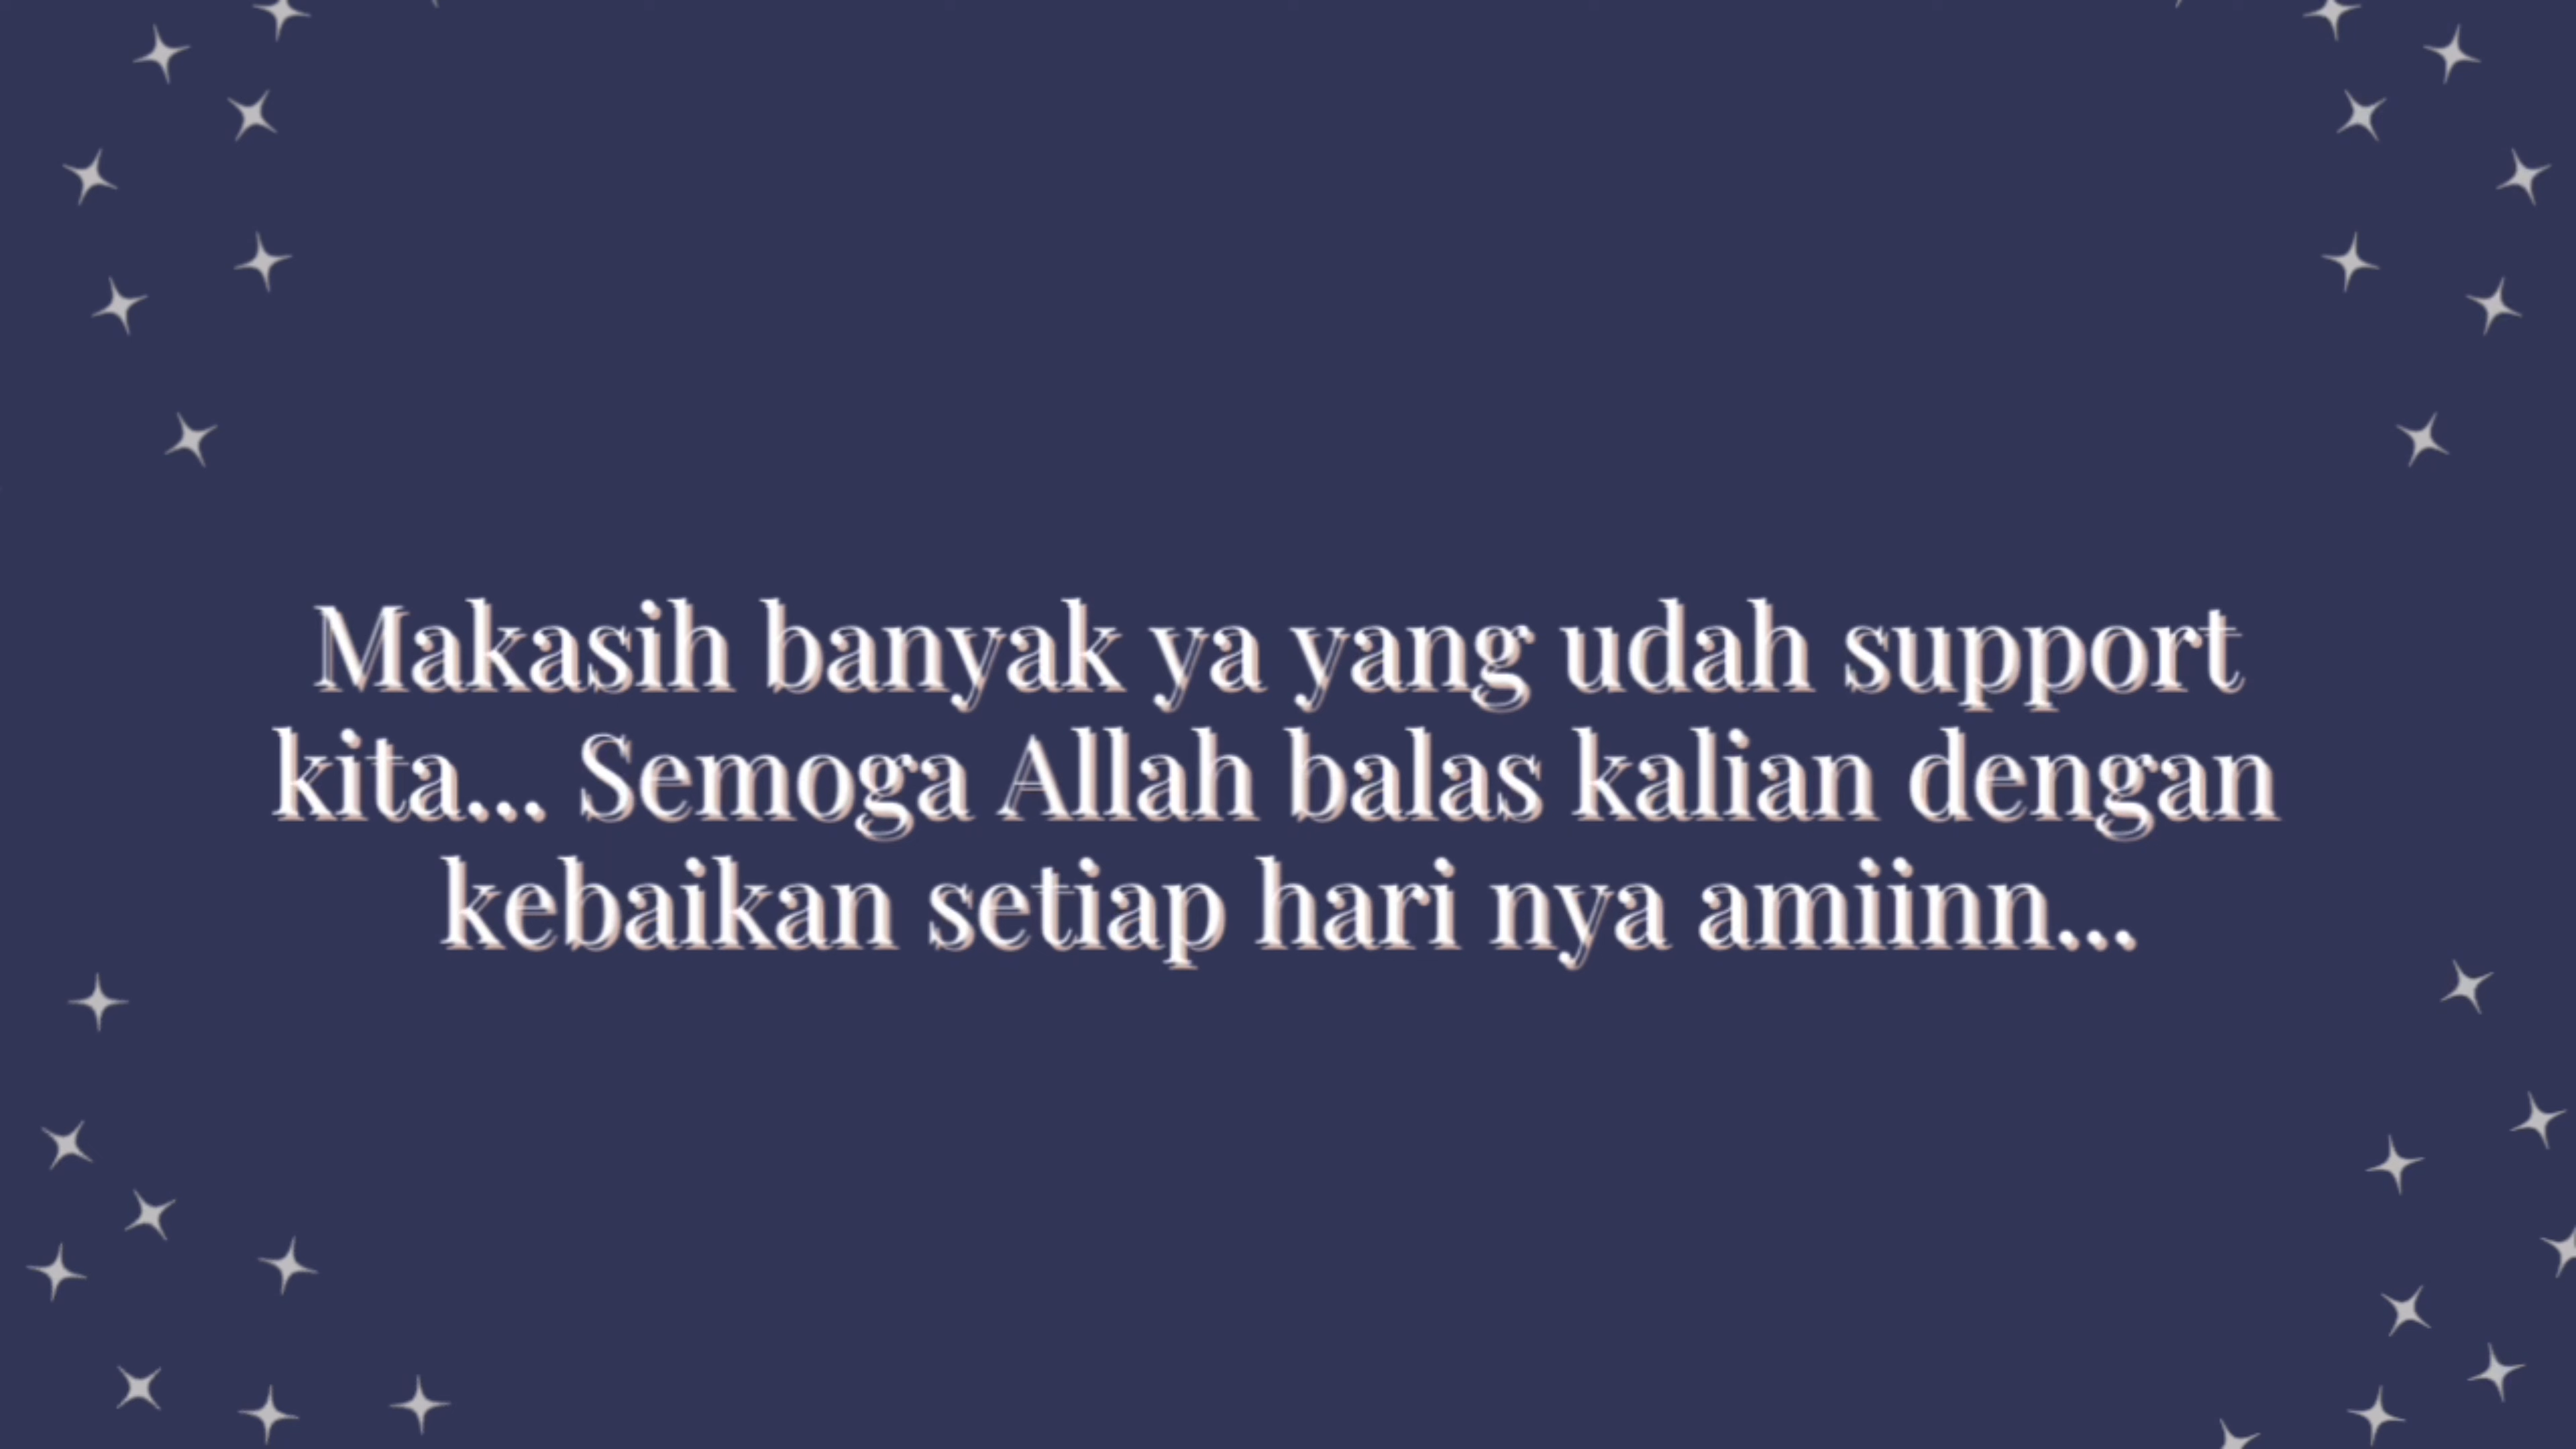 Makasih banyak ya yang udah support
kita... Semoga Allah balas kalian dengan
kebaikan setiap hari nya amiinn...